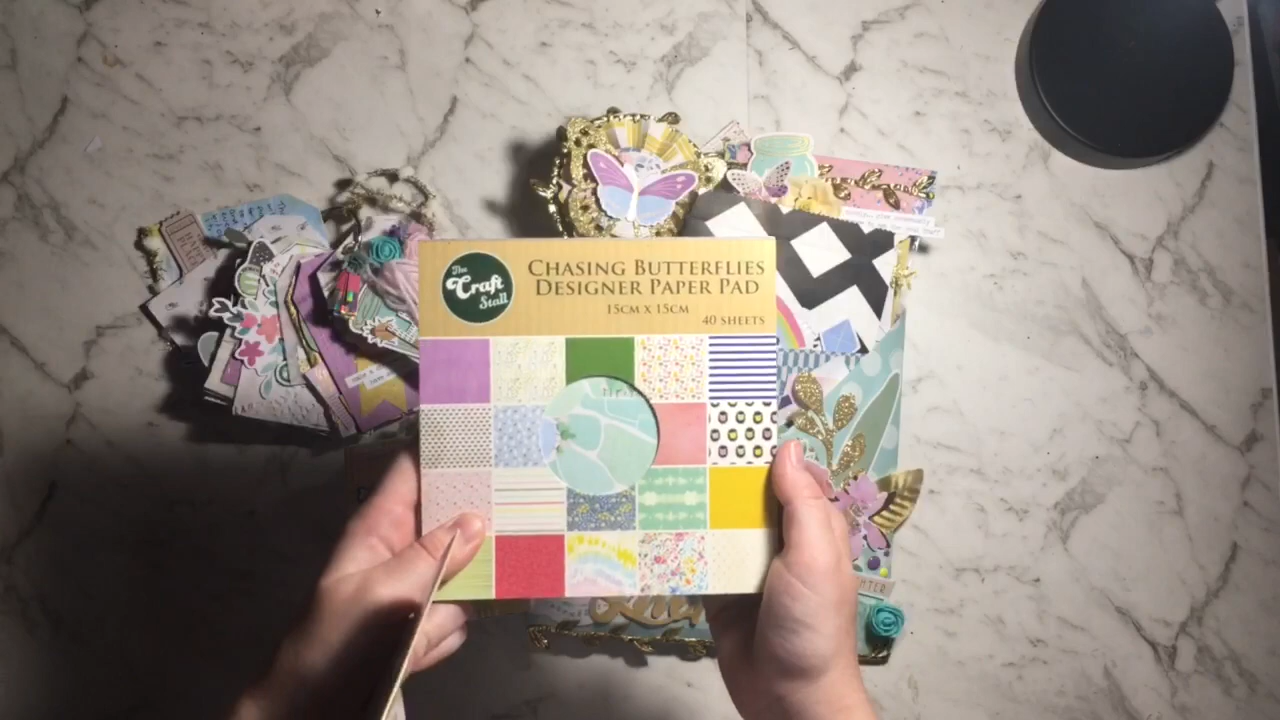 The
Craft
Stall
CHASING BUTTERFLIES
DESIGNER PAPER PAD
15CM X 15CM
40 SHEETS